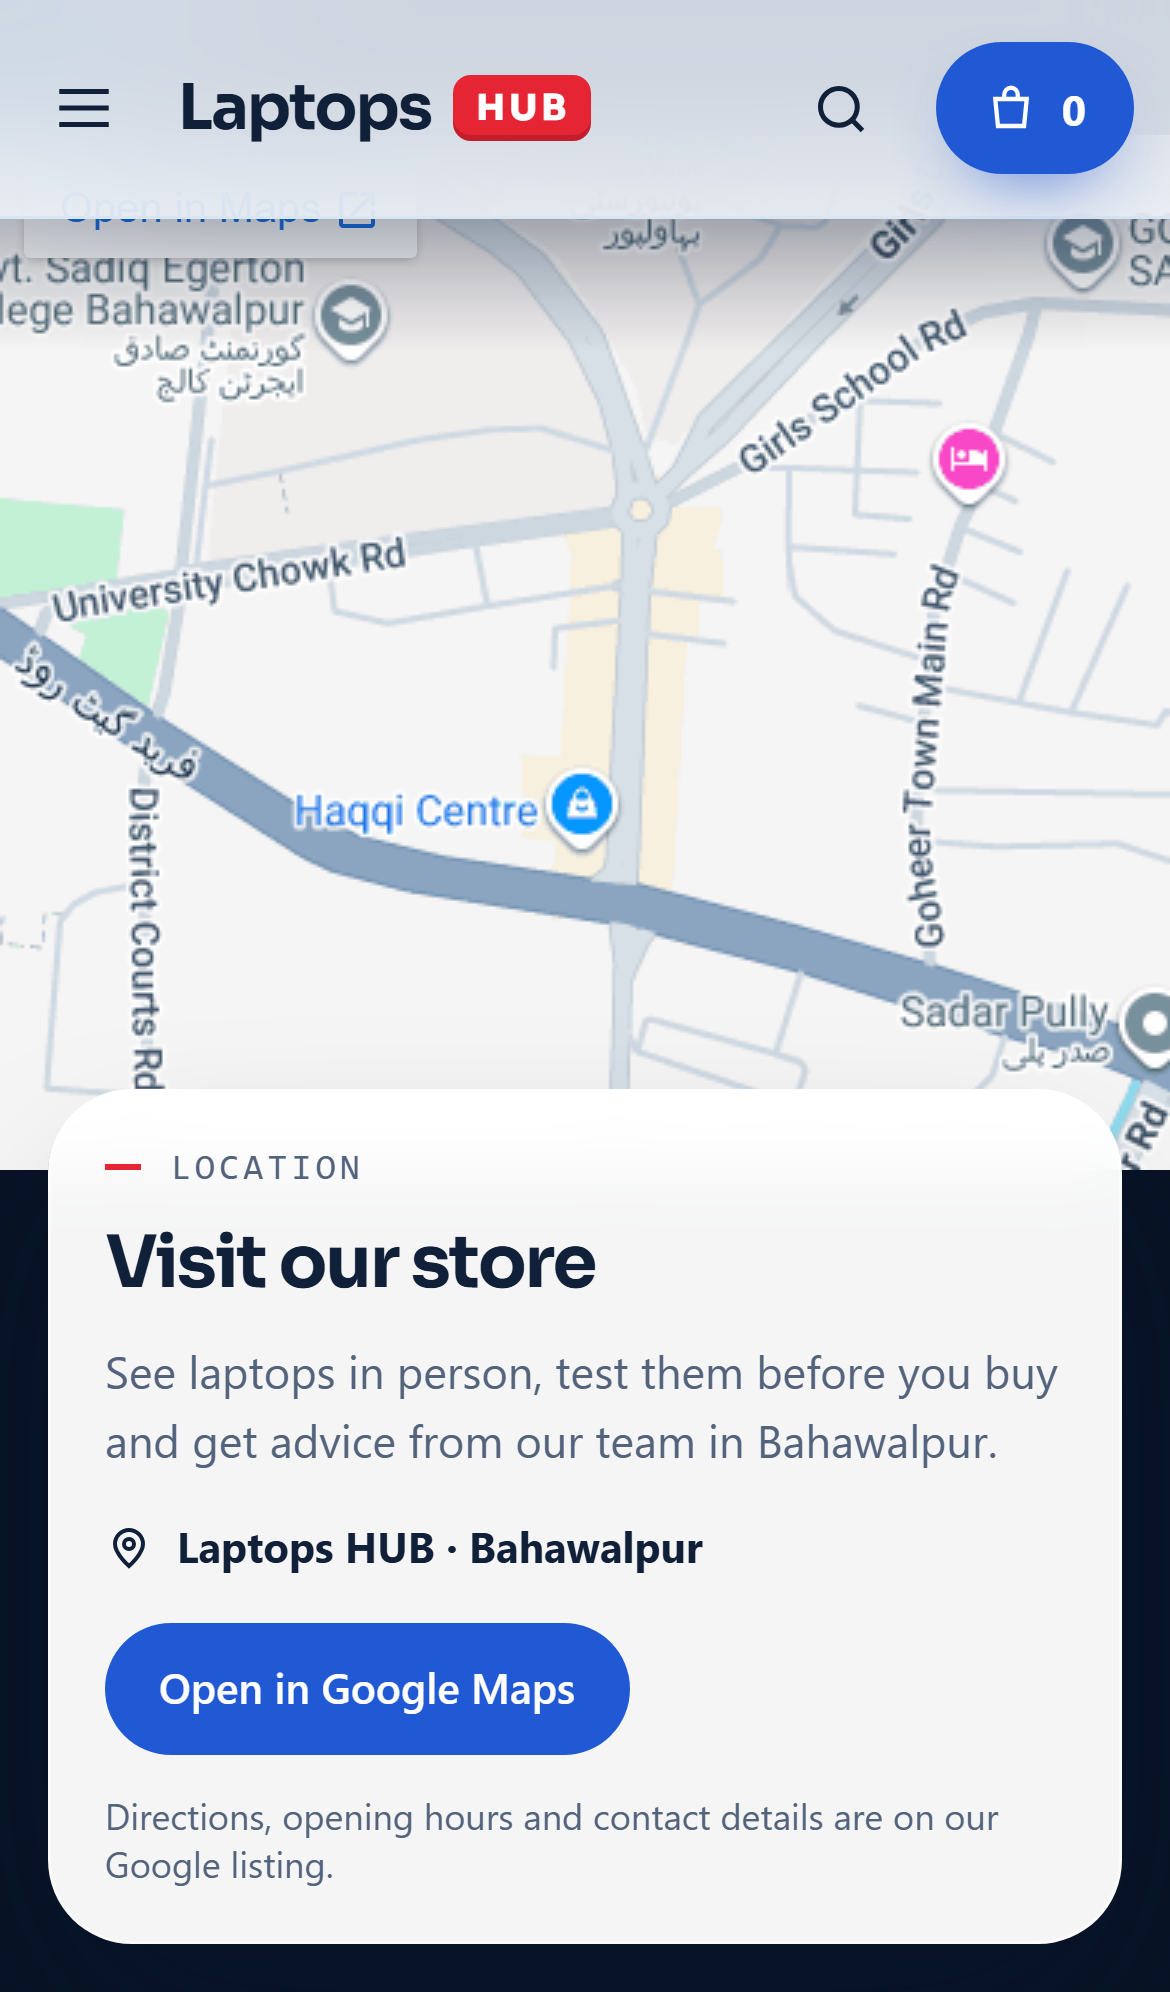 Laptops HUB
0
Open in Maps
بہاولپور
Sadiq Egerton
Bahawalpur
گورنمنٹ صادق
ایجرٹن کالج
Girls School Rd
University Chowk Rd
Goheer Town Main Rd
فرید گیٹ روڈ
Haqqi Centre
District Courts Rd
Sadar Pully
صدر پلی
Rd
LOCATION
Visit our store
See laptops in person, test them before you buy
and get advice from our team in Bahawalpur.
Laptops HUB · Bahawalpur
Open in Google Maps
Directions, opening hours and contact details are on our
Google listing.